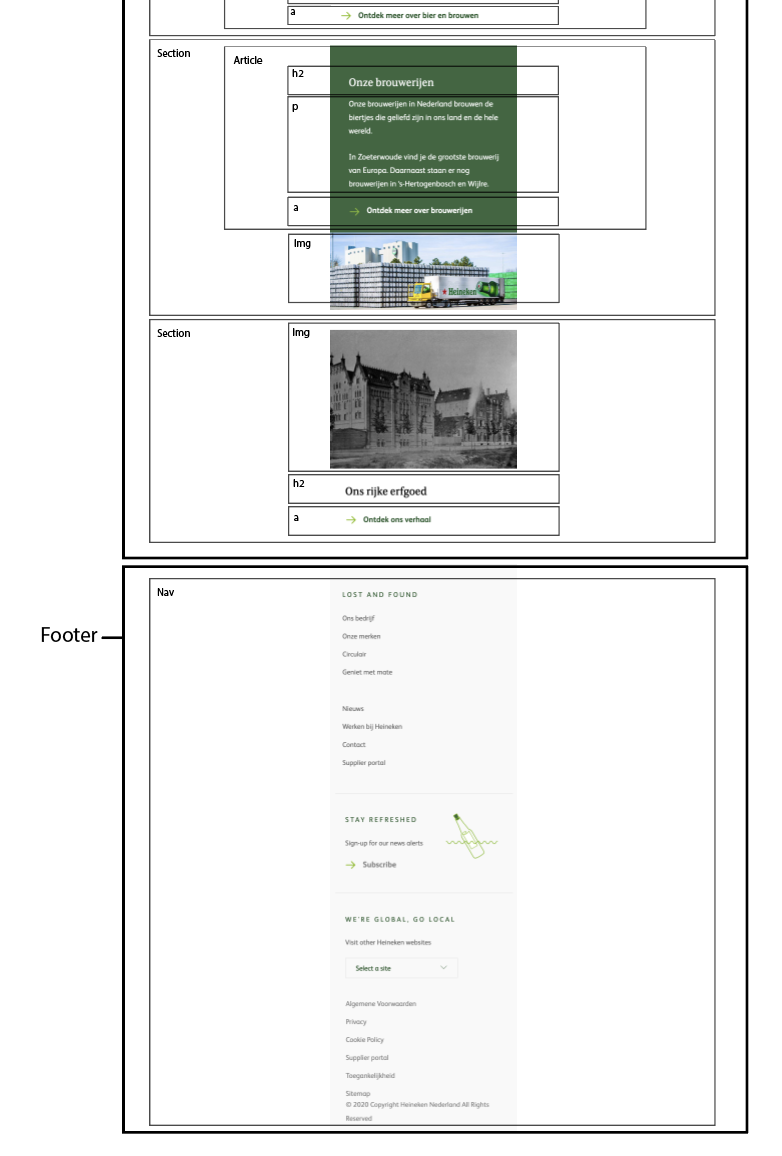 a
Ontdek meer over bier en brouwen
Section
Article
h2
Onze brouwerijen
p
Onze brouwerijen in Nederland brouwen de
biertjes die geliefd zijn in ons land en de hele
wereld.
In Zoeterwoude vind je de grootste brouwerij
van Europa. Daarnaast staan er nog
brouwerijen in 's-Hertogenbosch en Wijlre.
a
Ontdek meer over brouwerijen
Img
Heineken
Section
Img
h2
Ons rijke erfgoed
a
Ontdek ons verhaal
Footer
Nav
LOST AND FOUND
Ons bedrijf
Onze merken
Circulair
Geniet met mate
Nieuws
Werken bij Heineken
Contact
Supplier portal
STAY REFRESHED
Sign-up for our news alerts
Subscribe
WE'RE GLOBAL, GO LOCAL
Visit other Heineken websites
Select a site
Algemene Voorwaarden
Privacy
Cookie Policy
Supplier portal
Toegankelijkheid
Sitemap
© 2020 Copyright Heineken Nederland All Rights
Reserved